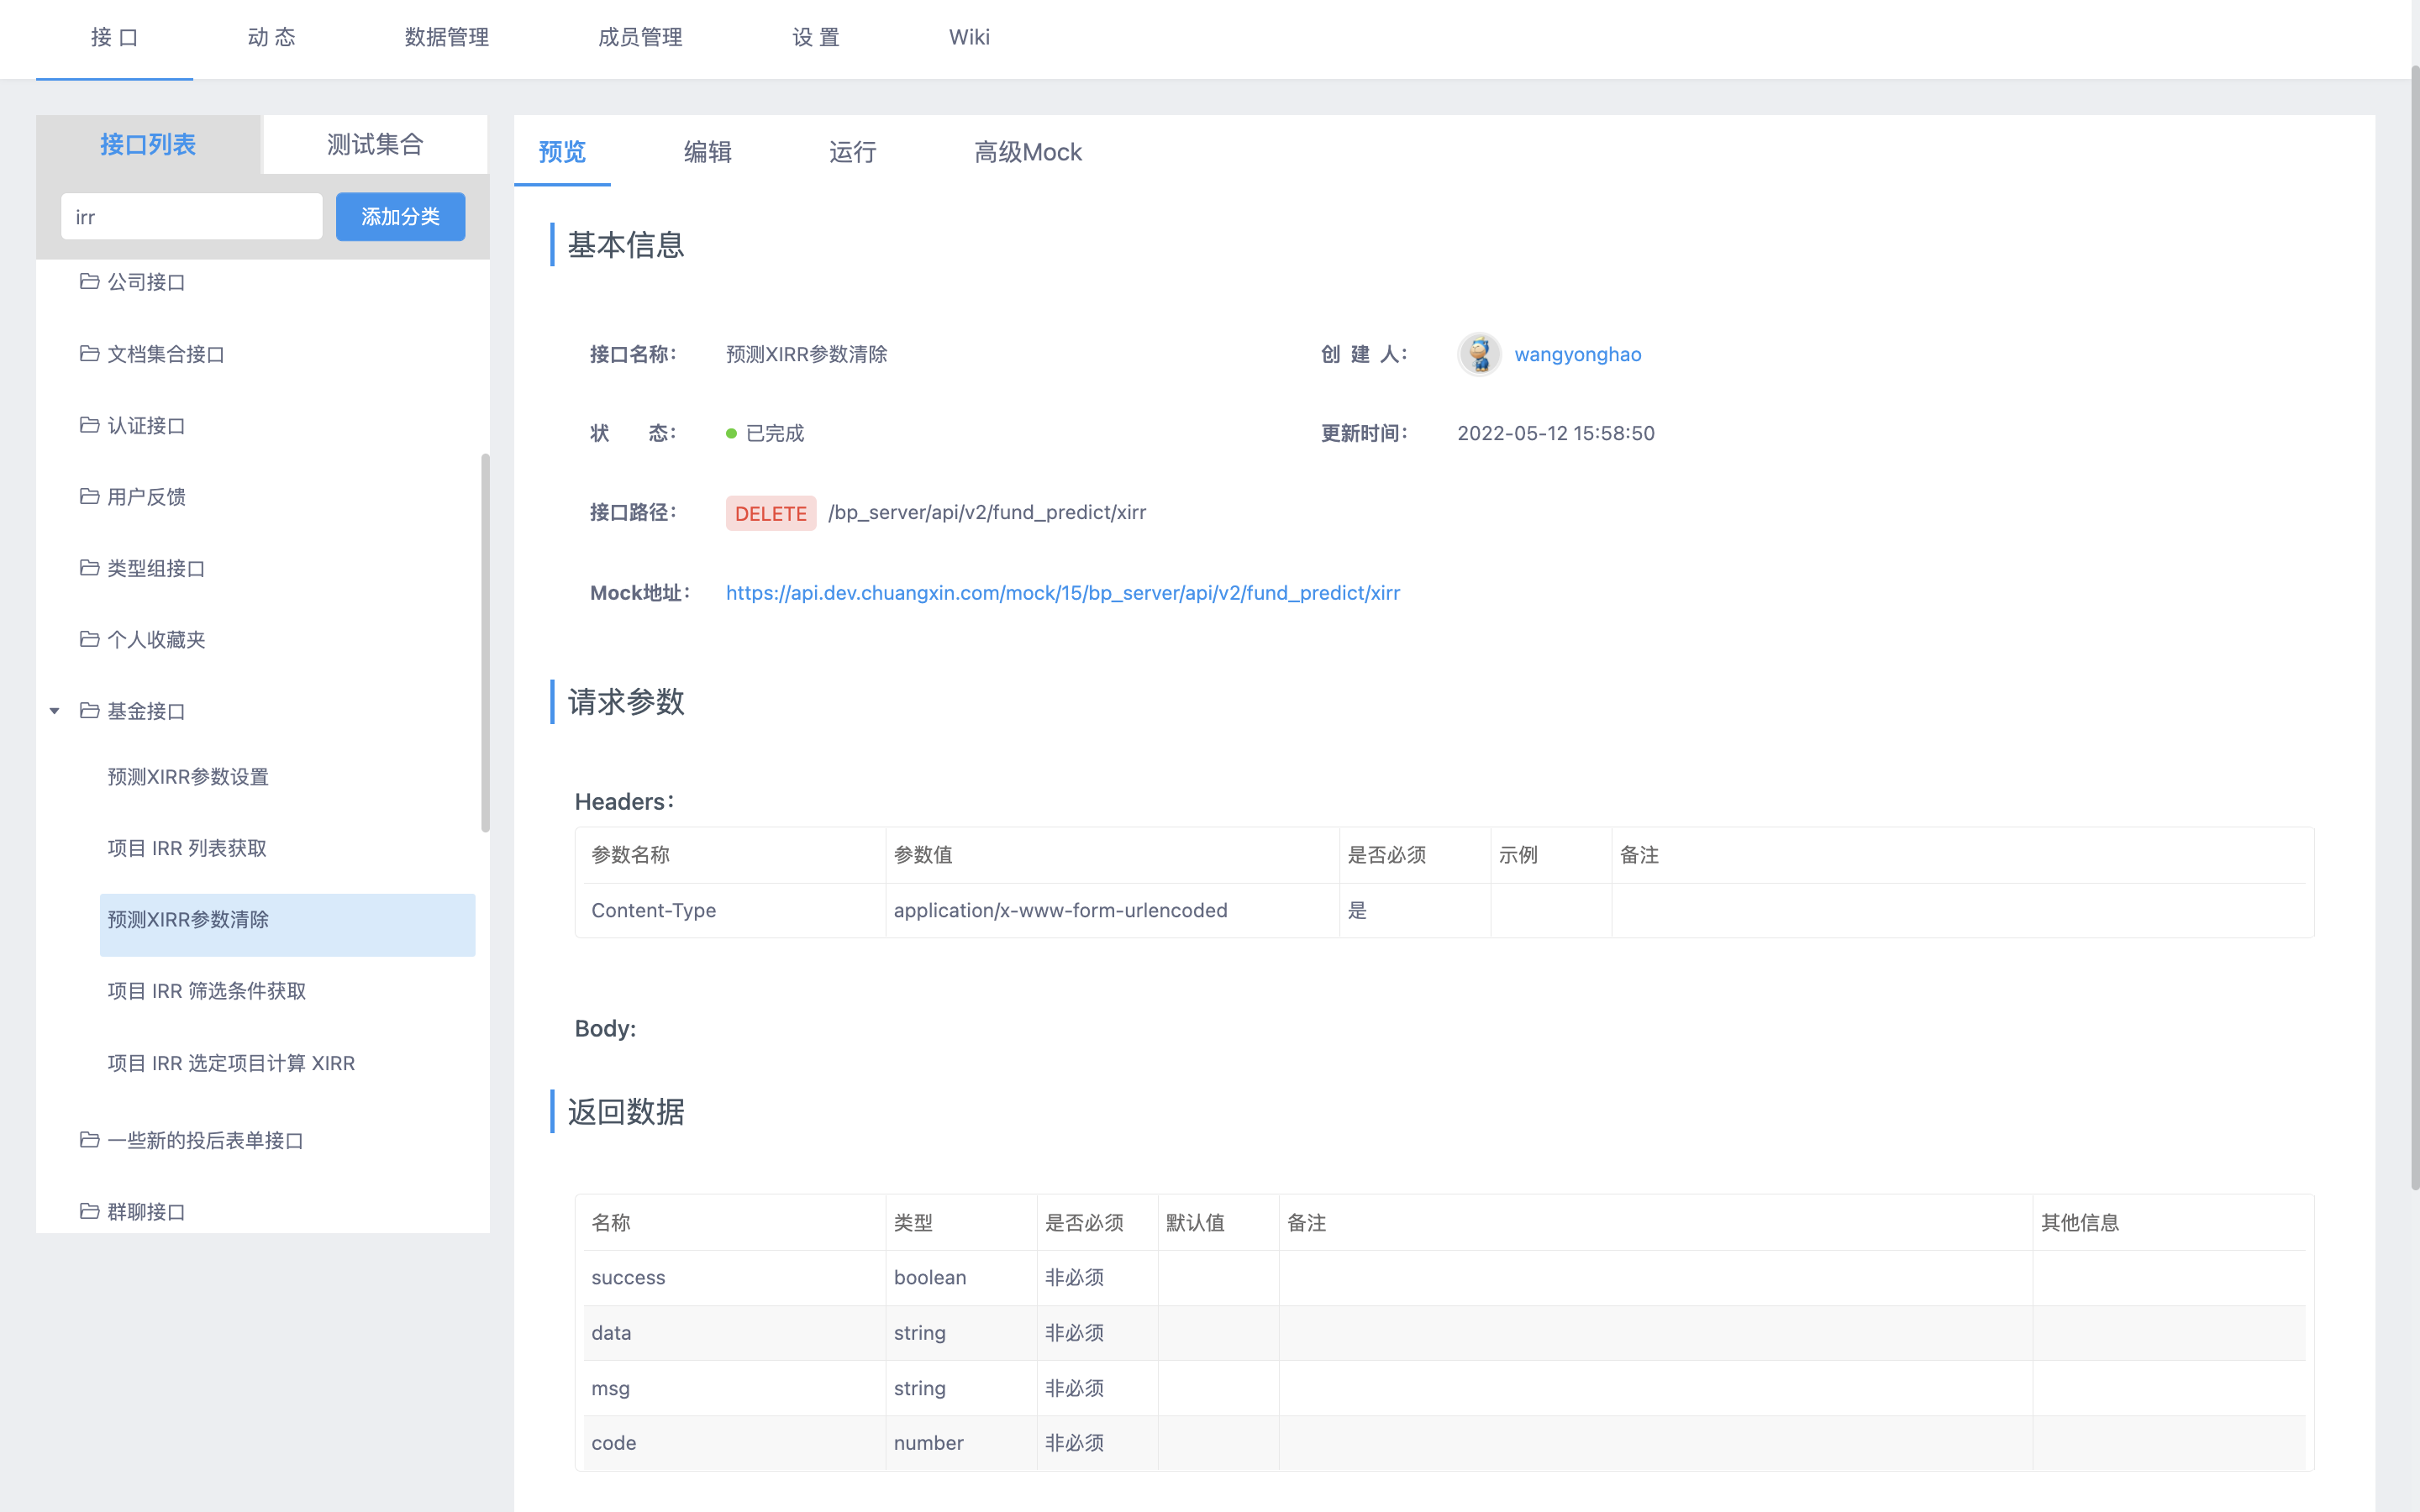 接 口 动 态 数据管理 成员管理 设 置 Wiki
接口列表 测试集合
irr 添加分类
公司接口
文档集合接口
认证接口
用户反馈
类型组接口
个人收藏夹
基金接口
预测XIRR参数设置
项目 IRR 列表获取
预测XIRR参数清除
项目 IRR 筛选条件获取
项目 IRR 选定项目计算 XIRR
一些新的投后表单接口
群聊接口
预览 编辑 运行 高级Mock
基本信息
接口名称： 预测XIRR参数清除 创 建 人： wangyonghao
状 态： 已完成 更新时间： 2022-05-12 15:58:50
接口路径： DELETE /bp_server/api/v2/fund_predict/xirr
Mock地址： https://api.dev.chuangxin.com/mock/15/bp_server/api/v2/fund_predict/xirr
请求参数
Headers：
参数名称 参数值 是否必须 示例 备注
Content-Type application/x-www-form-urlencoded 是
Body:
返回数据
名称 类型 是否必须 默认值 备注 其他信息
success boolean 非必须
data string 非必须
msg string 非必须
code number 非必须